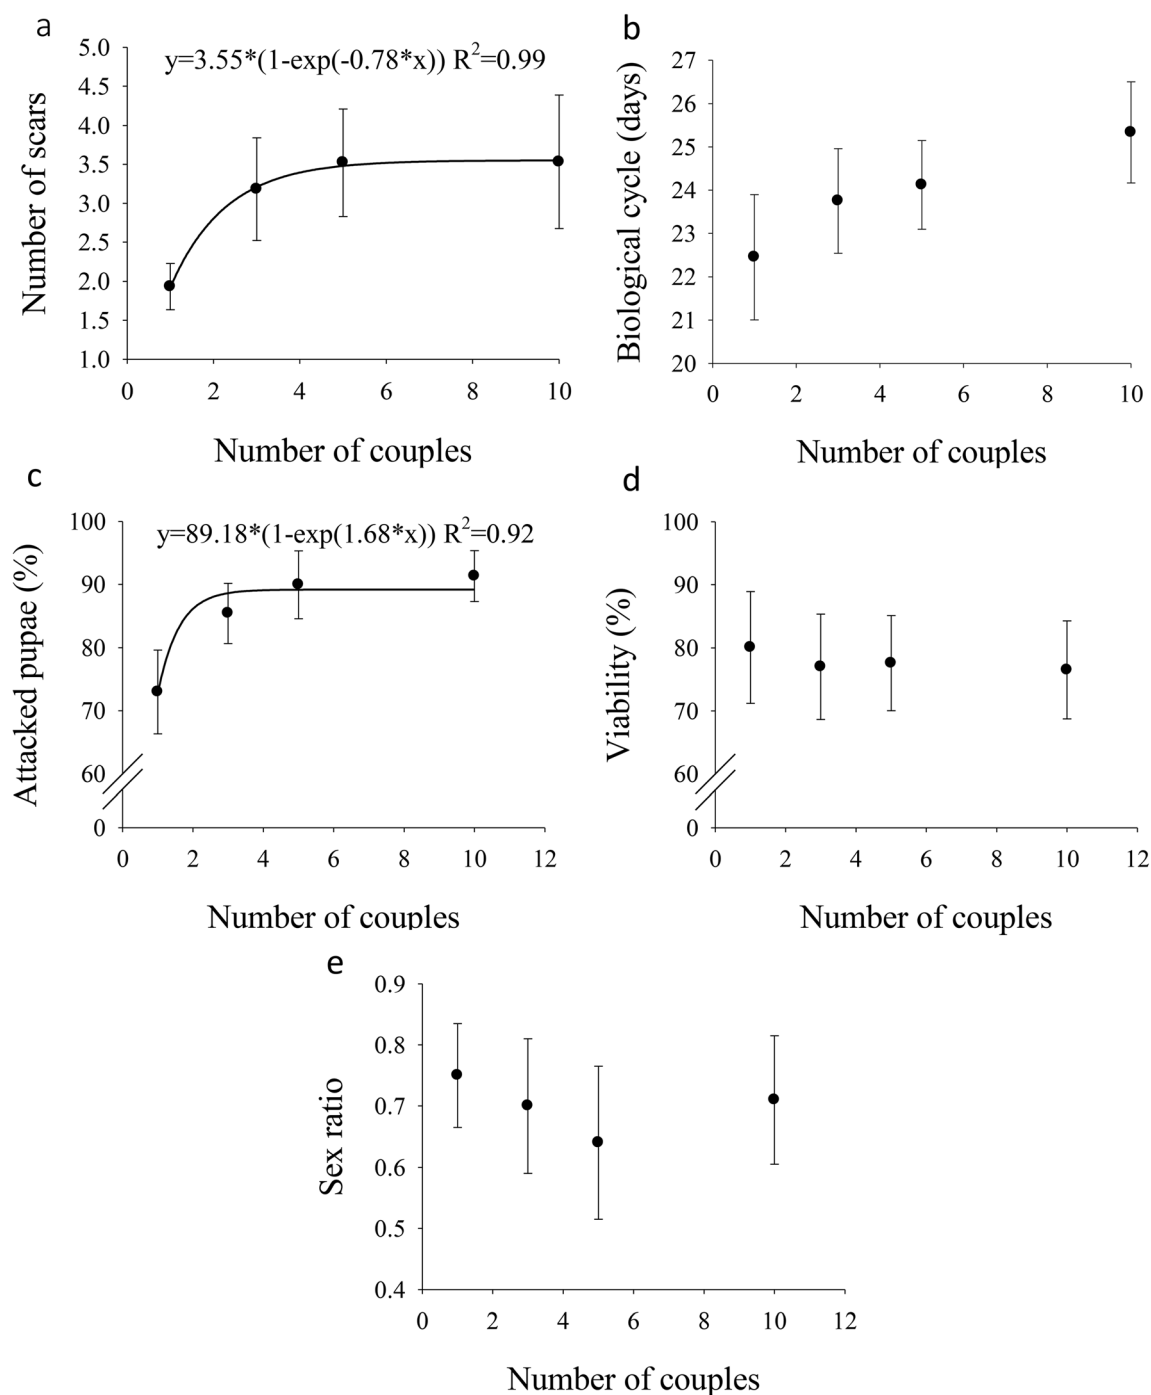 a
y=3.55*(1-exp(-0.78*x)) R²=0.99
Number of scars
5.0
4.5
4.0
3.5
3.0
2.5
2.0
1.5
1.0
0 2 4 6 8 10
Number of couples
b
Biological cycle (days)
27
26
25
24
23
22
21
20
0 2 4 6 8 10
Number of couples
c
y=89.18*(1-exp(1.68*x)) R²=0.92
Attacked pupae (%)
100
90
80
70
60
0
0 2 4 6 8 10 12
Number of couples
d
Viability (%)
100
90
80
70
60
0
0 2 4 6 8 10 12
Number of couples
e
Sex ratio
0.9
0.8
0.7
0.6
0.5
0.4
0 2 4 6 8 10 12
Number of couples